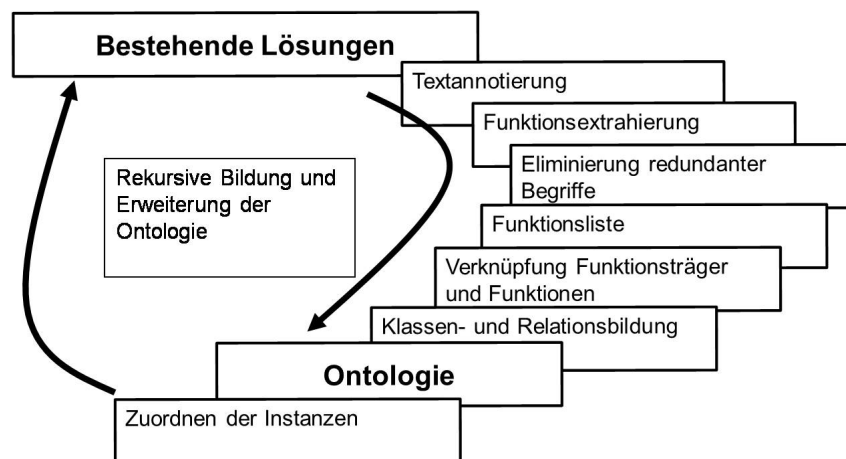 Bestehende Lösungen
Textannotierung
Funktionsextrahierung
Eliminierung redundanter
Begriffe
Rekursive Bildung und
Erweiterung der
Ontologie
Funktionsliste
Verknüpfung Funktionsträger
und Funktionen
Klassen- und Relationsbildung
Ontologie
Zuordnen der Instanzen